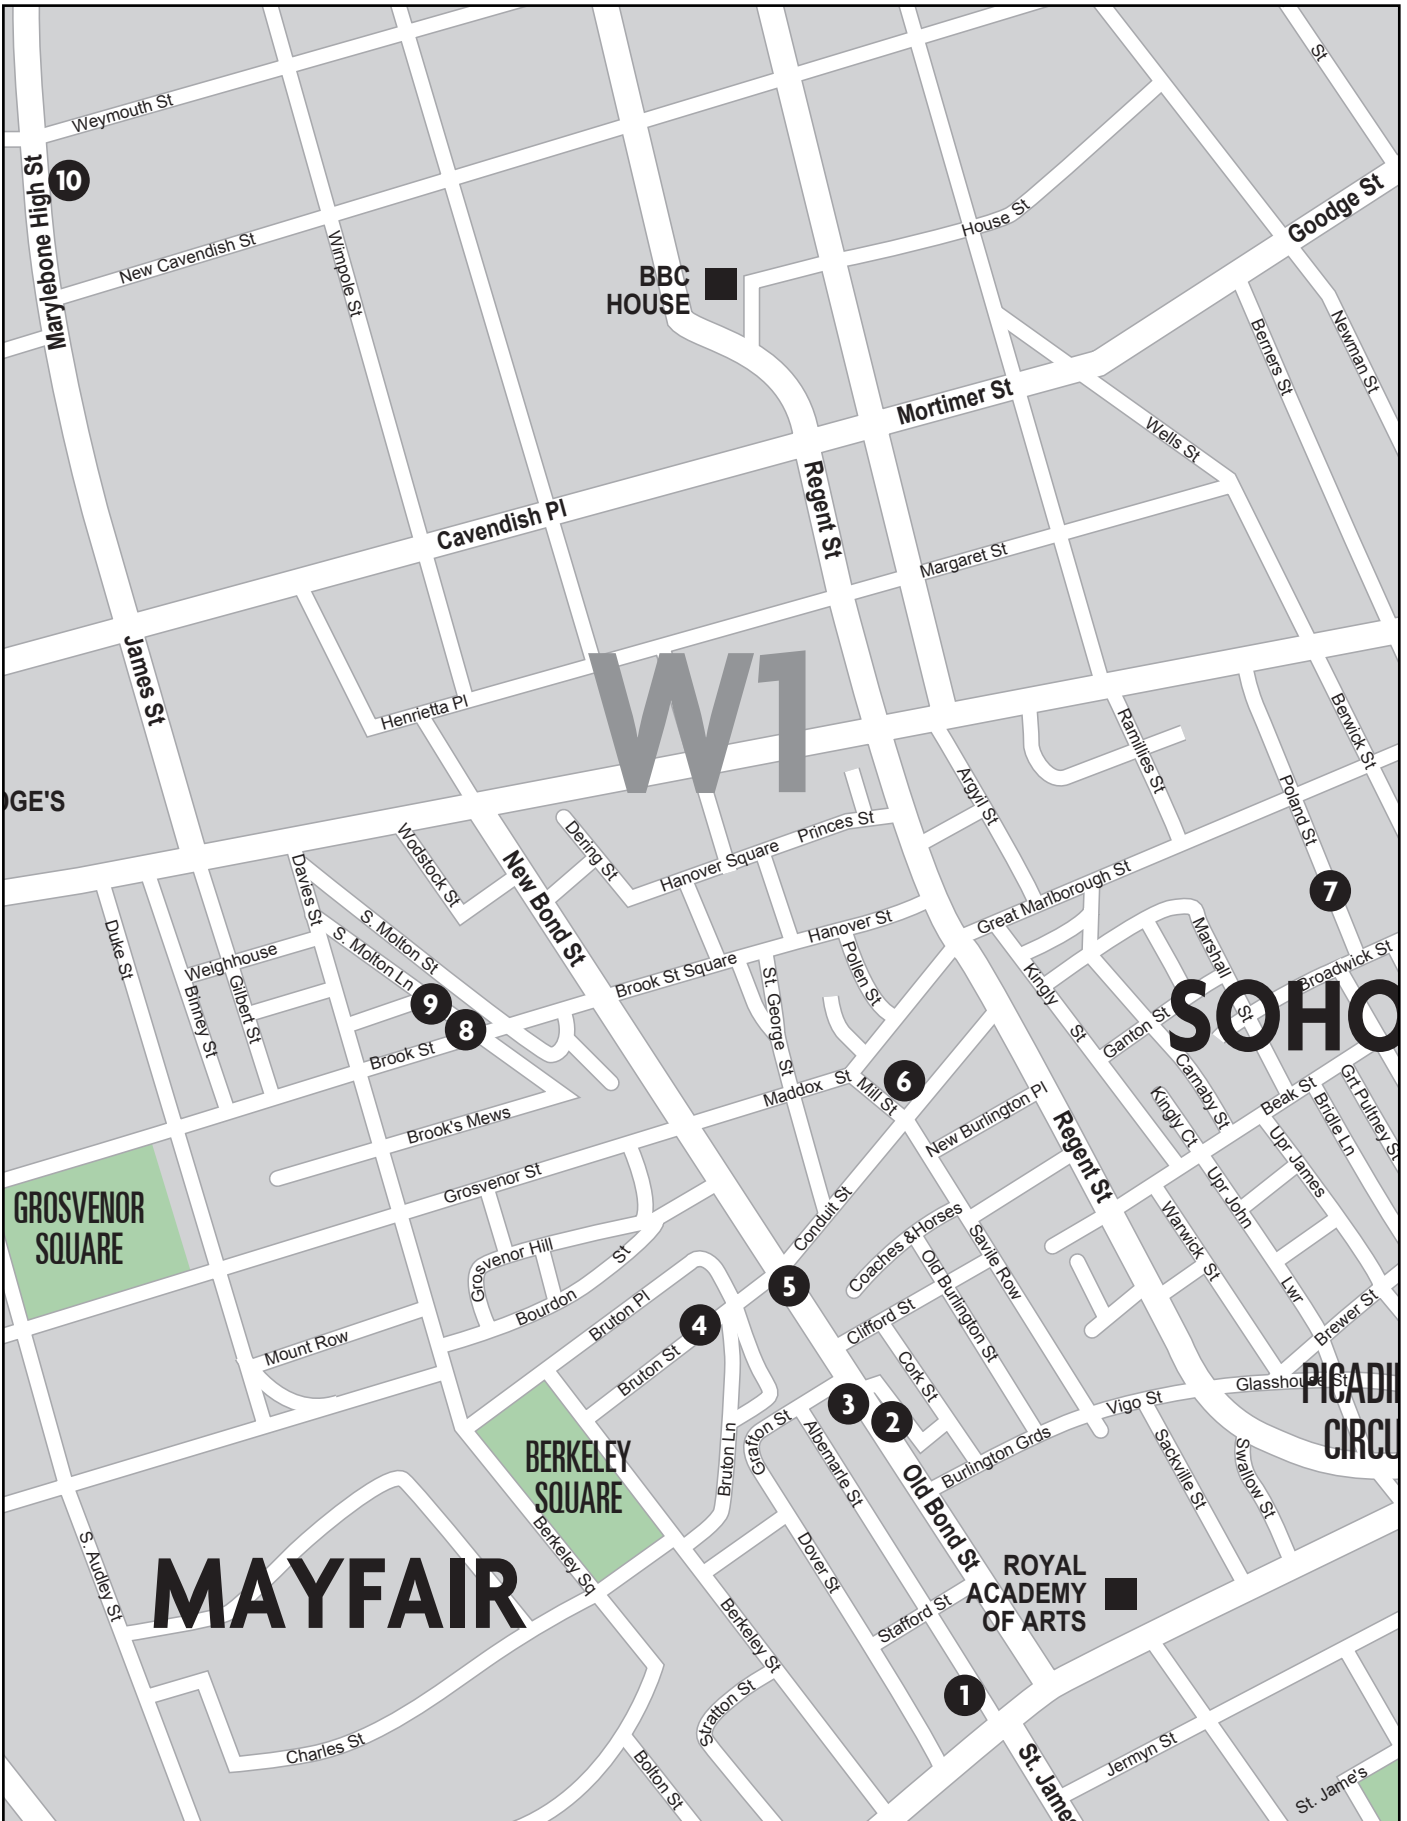 St
Weymouth St
10
Marylebone High St
Goodge St
House St
New Cavendish St
Wimpole St
BBC
HOUSE
Berners St
Newman St
Mortimer St
Wells St
Regent St
Cavendish Pl
Margaret St
James St
W1
Henrietta Pl
Ramillies St
Berwick St
DGE'S
Argyil St
Poland St
Princes St
Dering St
Hanover Square
Wodstock St
New Bond St
Davies St
7
Great Marlborough St
Hanover St
S. Molton St
Duke St
Marshall
St
Pollen St
S. Molton Ln
Weighhouse
Brook St Square
Broadwick St
Binney St
Gilbert St
St. George
St
Kingly
St
9
8
SOHO
Ganton St
Brook St
Carnaby St
Maddox
St
6
Mill St
Grt Pultney St
Beak St
Bridle Ln
Kingly Ct
New Burlington Pl
Brook's Mews
Regent St
Upr James
Grosvenor St
Upr John
GROSVENOR
SQUARE
Conduit St
Coaches &Horses
Warwick
St
Savile Row
Grosvenor Hill
St
Old Burlington St
5
Lwr
Bourdon
Bruton Pl
Brewer St
4
Clifford St
Mount Row
Bruton St
Cork St
Glasshouse St
PICADI
CIRCU
3
2
Vigo St
Grafton St
Albemarle St
Bruton Ln
BERKELEY
SQUARE
Burlington Grds
Sackville St
Swallow St
Old Bond St
Berkeley Sq
S. Audley St
Dover St
MAYFAIR
ROYAL
ACADEMY
OF ARTS
Stafford St
Berkeley St
1
Stratton St
Charles St
Bolton St
Jermyn St
St. James
St. Jame's